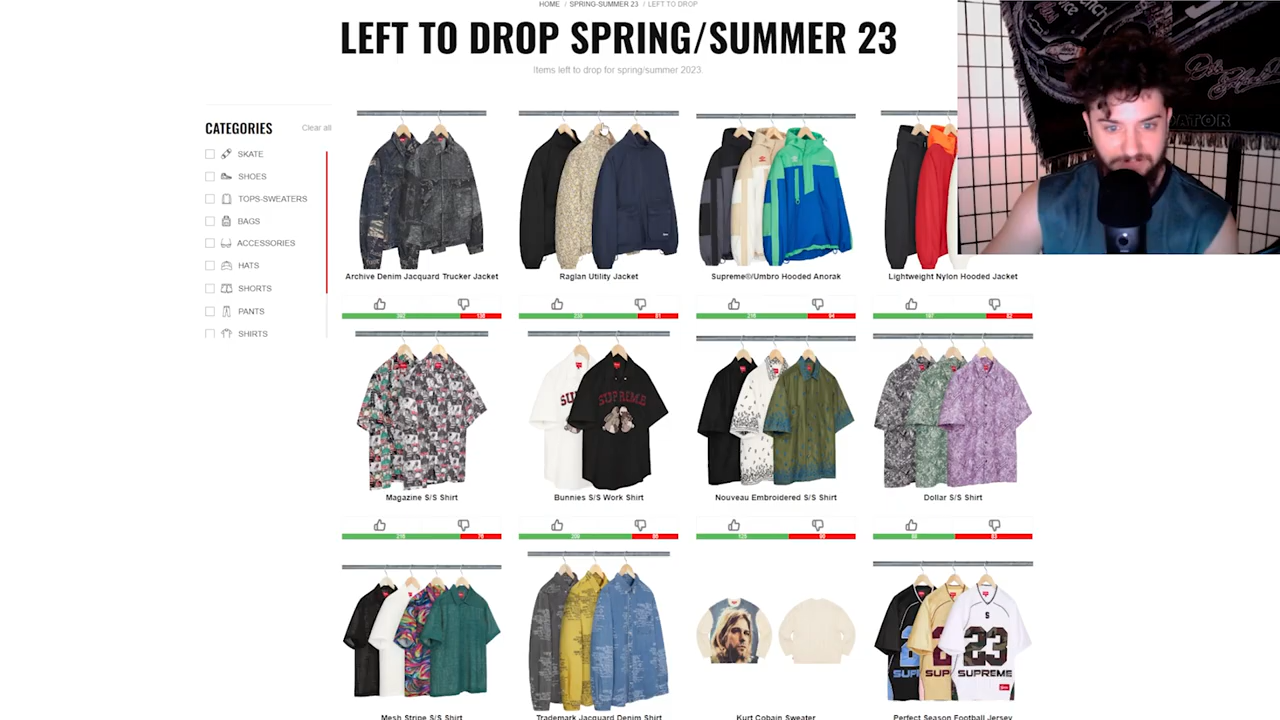 HOME / SPRING-SUMMER 23 / LEFT TO DROP
LEFT TO DROP SPRING/SUMMER 23
Items left to drop for spring/summer 2023.
CATEGORIES
Clear all
SKATE
SHOES
TOPS-SWEATERS
BAGS
ACCESSORIES
HATS
SHORTS
PANTS
SHIRTS
Archive Denim Jacquard Trucker Jacket
Raglan Utility Jacket
Supreme®/Umbro Hooded Anorak
Lightweight Nylon Hooded Jacket
SUPREME
Magazine S/S Shirt
Bunnies S/S Work Shirt
Nouveau Embroidered S/S Shirt
Dollar S/S Shirt
S
23
SUPREME
Mesh Stripe S/S Shirt
Trademark Jacquard Denim Shirt
Kurt Cobain Sweater
Perfect Season Football Jersey